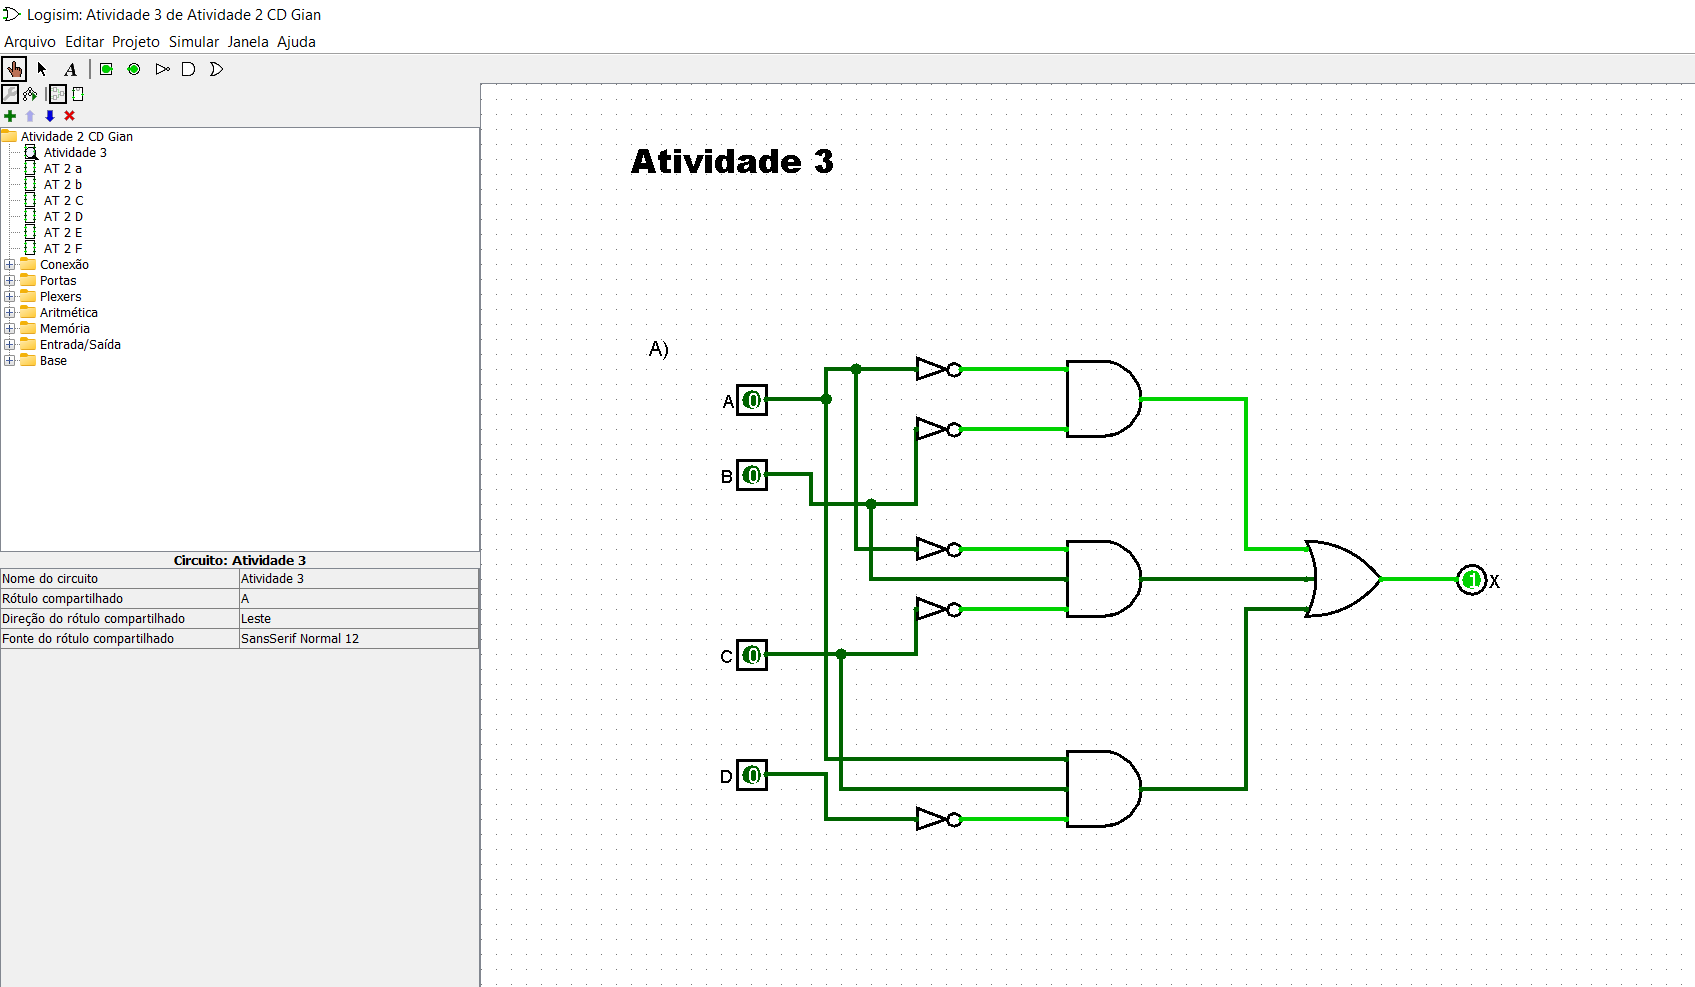 Logisim: Atividade 3 de Atividade 2 CD Gian
Arquivo Editar Projeto Simular Janela Ajuda
A
Atividade 2 CD Gian
Atividade 3
AT 2 a
AT 2 b
AT 2 C
AT 2 D
AT 2 E
AT 2 F
Conexão
Portas
Plexers
Aritmética
Memória
Entrada/Saída
Base
Circuito: Atividade 3
Nome do circuito Atividade 3
Rótulo compartilhado A
Direção do rótulo compartilhado Leste
Fonte do rótulo compartilhado SansSerif Normal 12
Atividade 3
A)
A 0
B 0
C 0
D 0
1 X